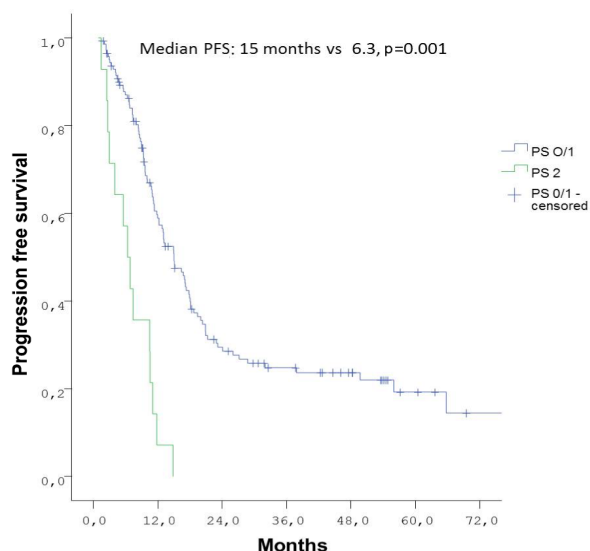 Median PFS: 15 months vs 6.3, p=0.001
1,0
0,8
0,6
0,4
0,2
0,0
Progression free survival
0,0 12,0 24,0 36,0 48,0 60,0 72,0
Months
PS O/1
PS 2
PS 0/1 -
censored